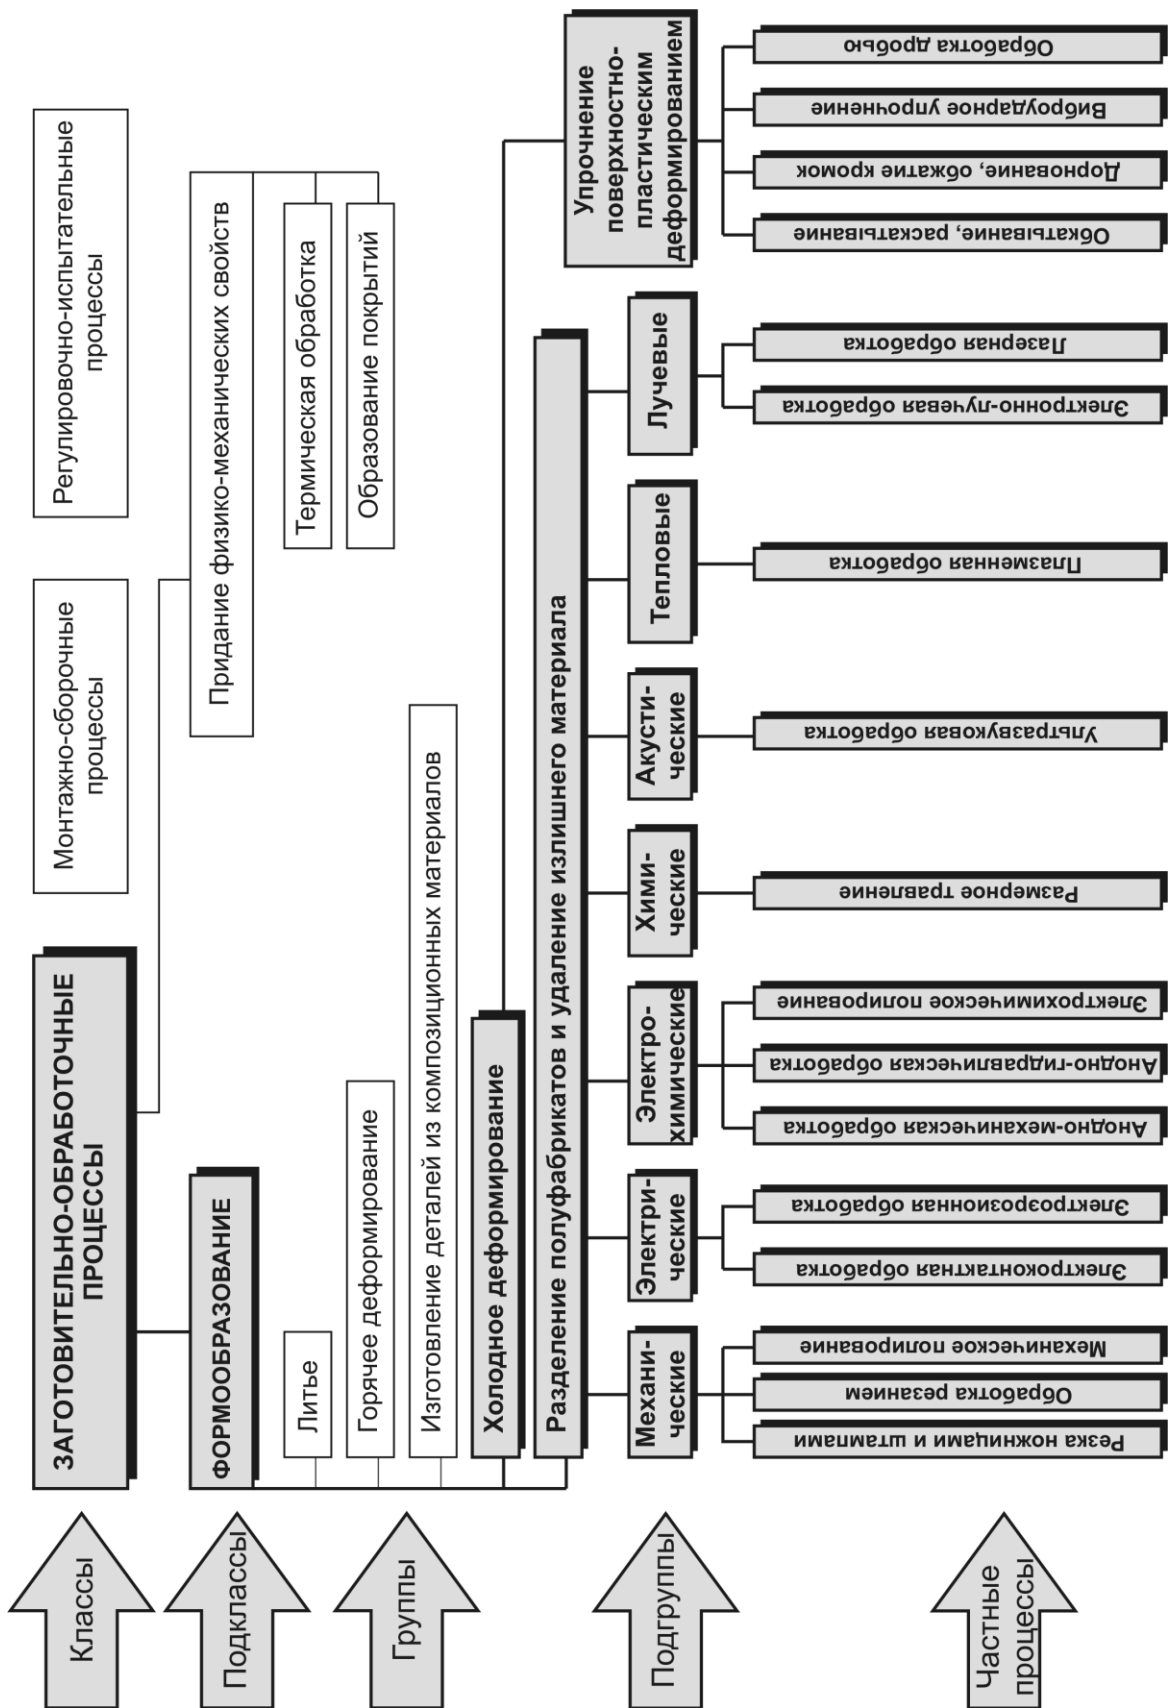 Классы
ЗАГОТОВИТЕЛЬНО-ОБРАБОТОЧНЫЕ
ПРОЦЕССЫ
Монтажно-сборочные
процессы
Регулировочно-испытательные
процессы
Подклассы
ФОРМООБРАЗОВАНИЕ
Придание физико-механических свойств
Группы
Литье
Термическая обработка
Горячее деформирование
Образование покрытий
Изготовление деталей из композиционных материалов
Холодное деформирование
Разделение полуфабрикатов и удаление излишнего материала
Подгруппы
Механи-
ческие
Электри-
ческие
Электро-
химические
Хими-
ческие
Акусти-
ческие
Тепловые
Лучевые
Упрочнение
поверхностно-
пластическим
деформированием
Частные
процессы
Резка ножницами и штампами
Обработка резанием
Механическое полирование
Электроконтактная обработка
Электроэрозионная обработка
Анодно-механическая обработка
Анодно-гидравлическая обработка
Электрохимическое полирование
Размерное травление
Ультразвуковая обработка
Плазменная обработка
Электронно-лучевая обработка
Лазерная обработка
Обкатывание, раскатывание
Дорнование, обжатие кромок
Виброударное упрочнение
Обработка дробью